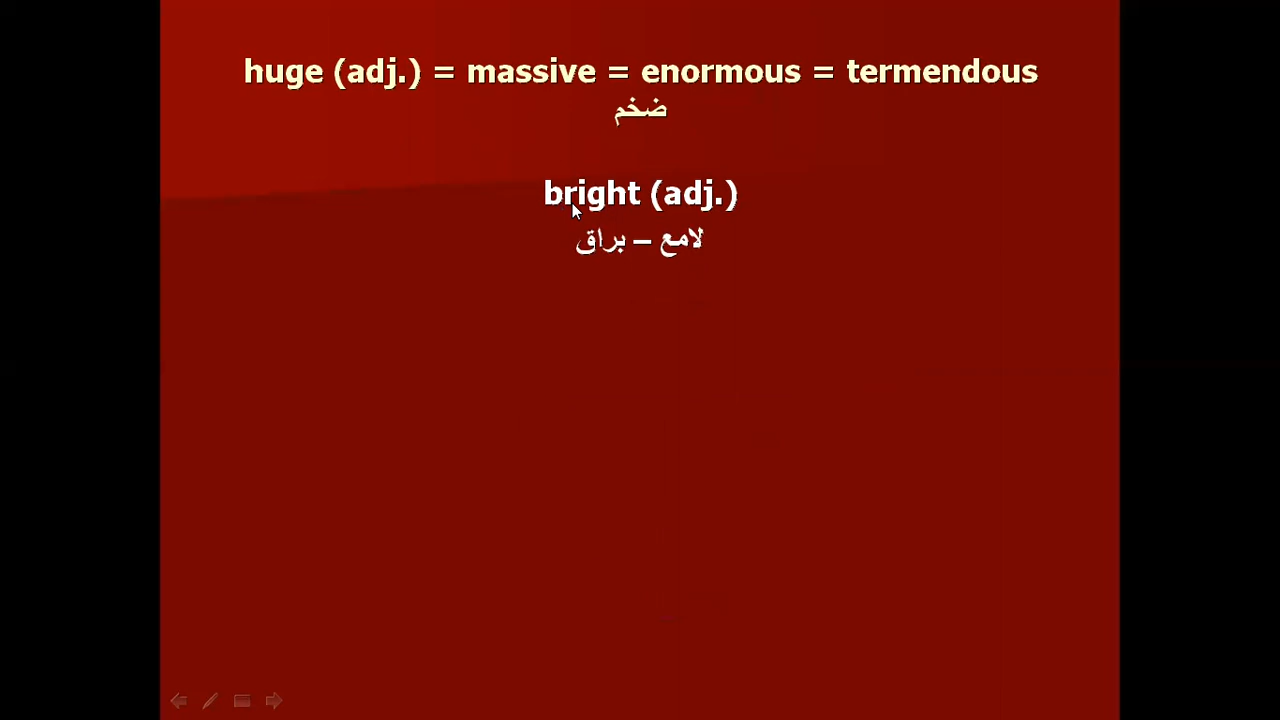 huge (adj.) = massive = enormous = termendous
ضخم
bright (adj.)
لامع – براق